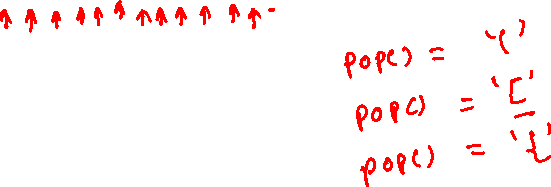 pop() = '('
pop() = '['
pop() = '{'